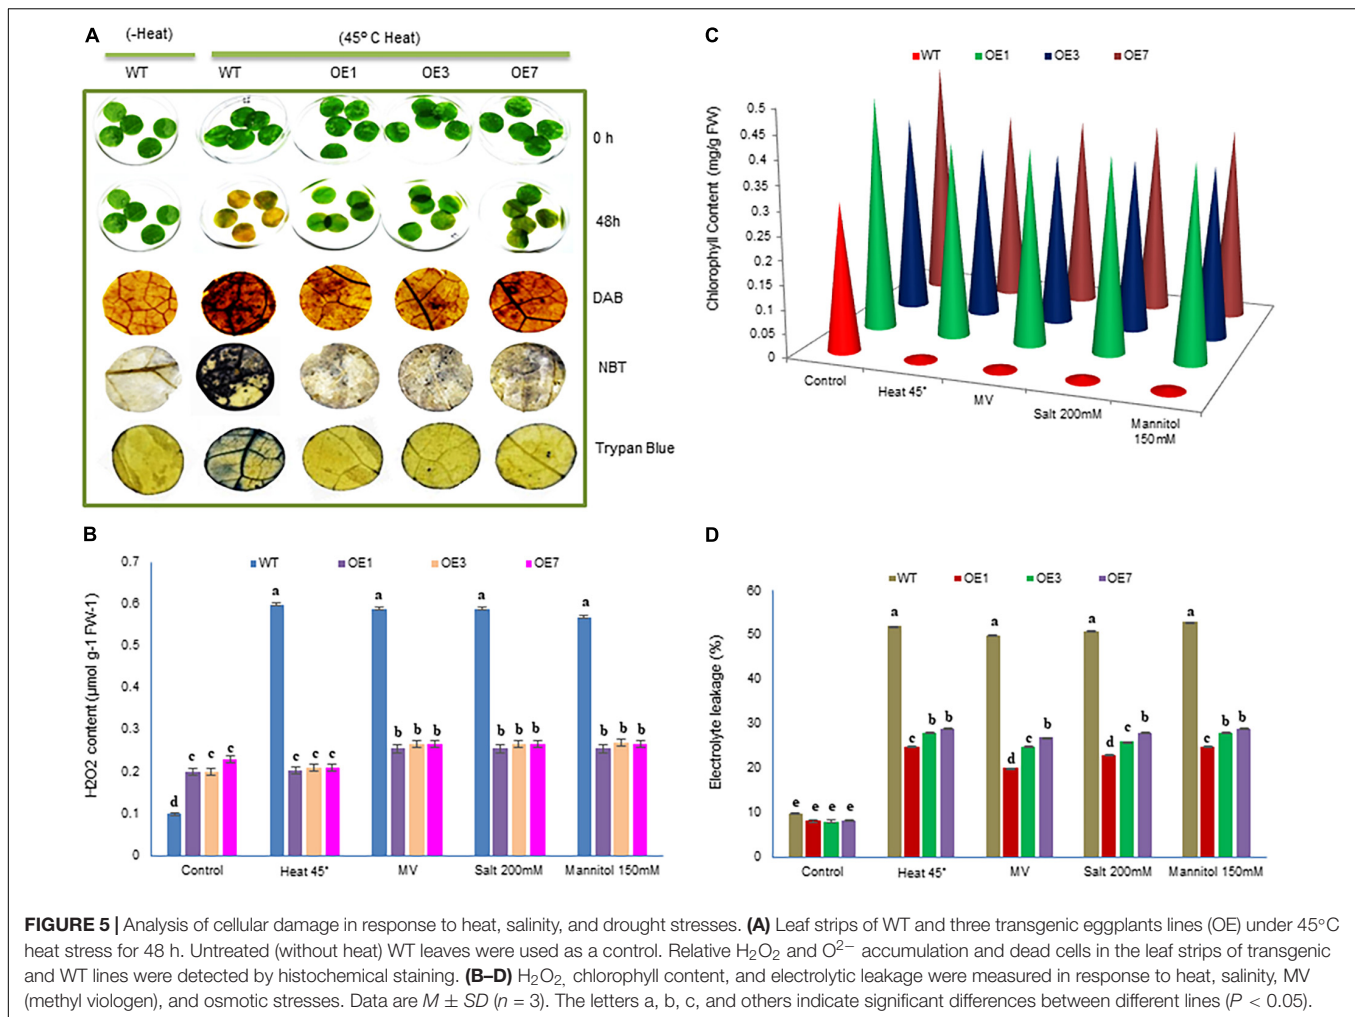 A
(-Heat)
(45° C Heat)
WT
WT
OE1
OE3
OE7
0 h
48h
DAB
NBT
Trypan Blue
C
WT
OE1
OE3
OE7
Chlorophyll Content (mg/g FW)
0.5
0.45
0.4
0.35
0.3
0.25
0.2
0.15
0.1
0.05
0
Control
Heat 45°
MV
Salt 200mM
Mannitol
150mM
B
WT
OE1
OE3
OE7
H2O2 content (µmol g-1 FW-1)
0.7
0.6
0.5
0.4
0.3
0.2
0.1
0
d c c c
a c c c
a b b b
a b b b
a b b b
Control
Heat 45°
MV
Salt 200mM
Mannitol 150mM
D
WT
OE1
OE3
OE7
Electrolyte leakage (%)
60
50
40
30
20
10
0
e e e e
a c b b
a d c b
a d c b
a c b b
Control
Heat 45°
MV
Salt 200mM
Mannitol 150mM
FIGURE 5 | Analysis of cellular damage in response to heat, salinity, and drought stresses. (A) Leaf strips of WT and three transgenic eggplants lines (OE) under 45°C
heat stress for 48 h. Untreated (without heat) WT leaves were used as a control. Relative H₂O₂ and O²⁻ accumulation and dead cells in the leaf strips of transgenic
and WT lines were detected by histochemical staining. (B–D) H₂O₂, chlorophyll content, and electrolytic leakage were measured in response to heat, salinity, MV
(methyl viologen), and osmotic stresses. Data are M ± SD (n = 3). The letters a, b, c, and others indicate significant differences between different lines (P < 0.05).